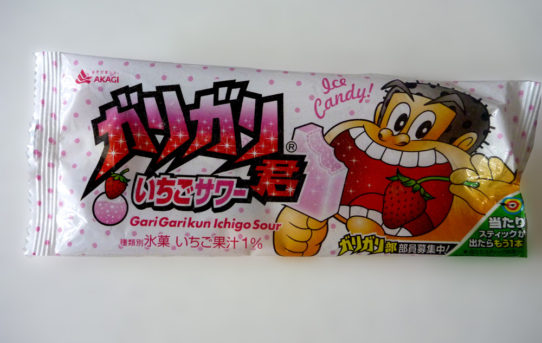 AKAGI
Ice
Candy!
ガリガリ
君
®
いちごサワー
GariGarikun Ichigo Sour
種類別 氷菓 いちご果汁1%
ガリガリ部 部員募集中!
当たり
スティックが
出たらもう1本